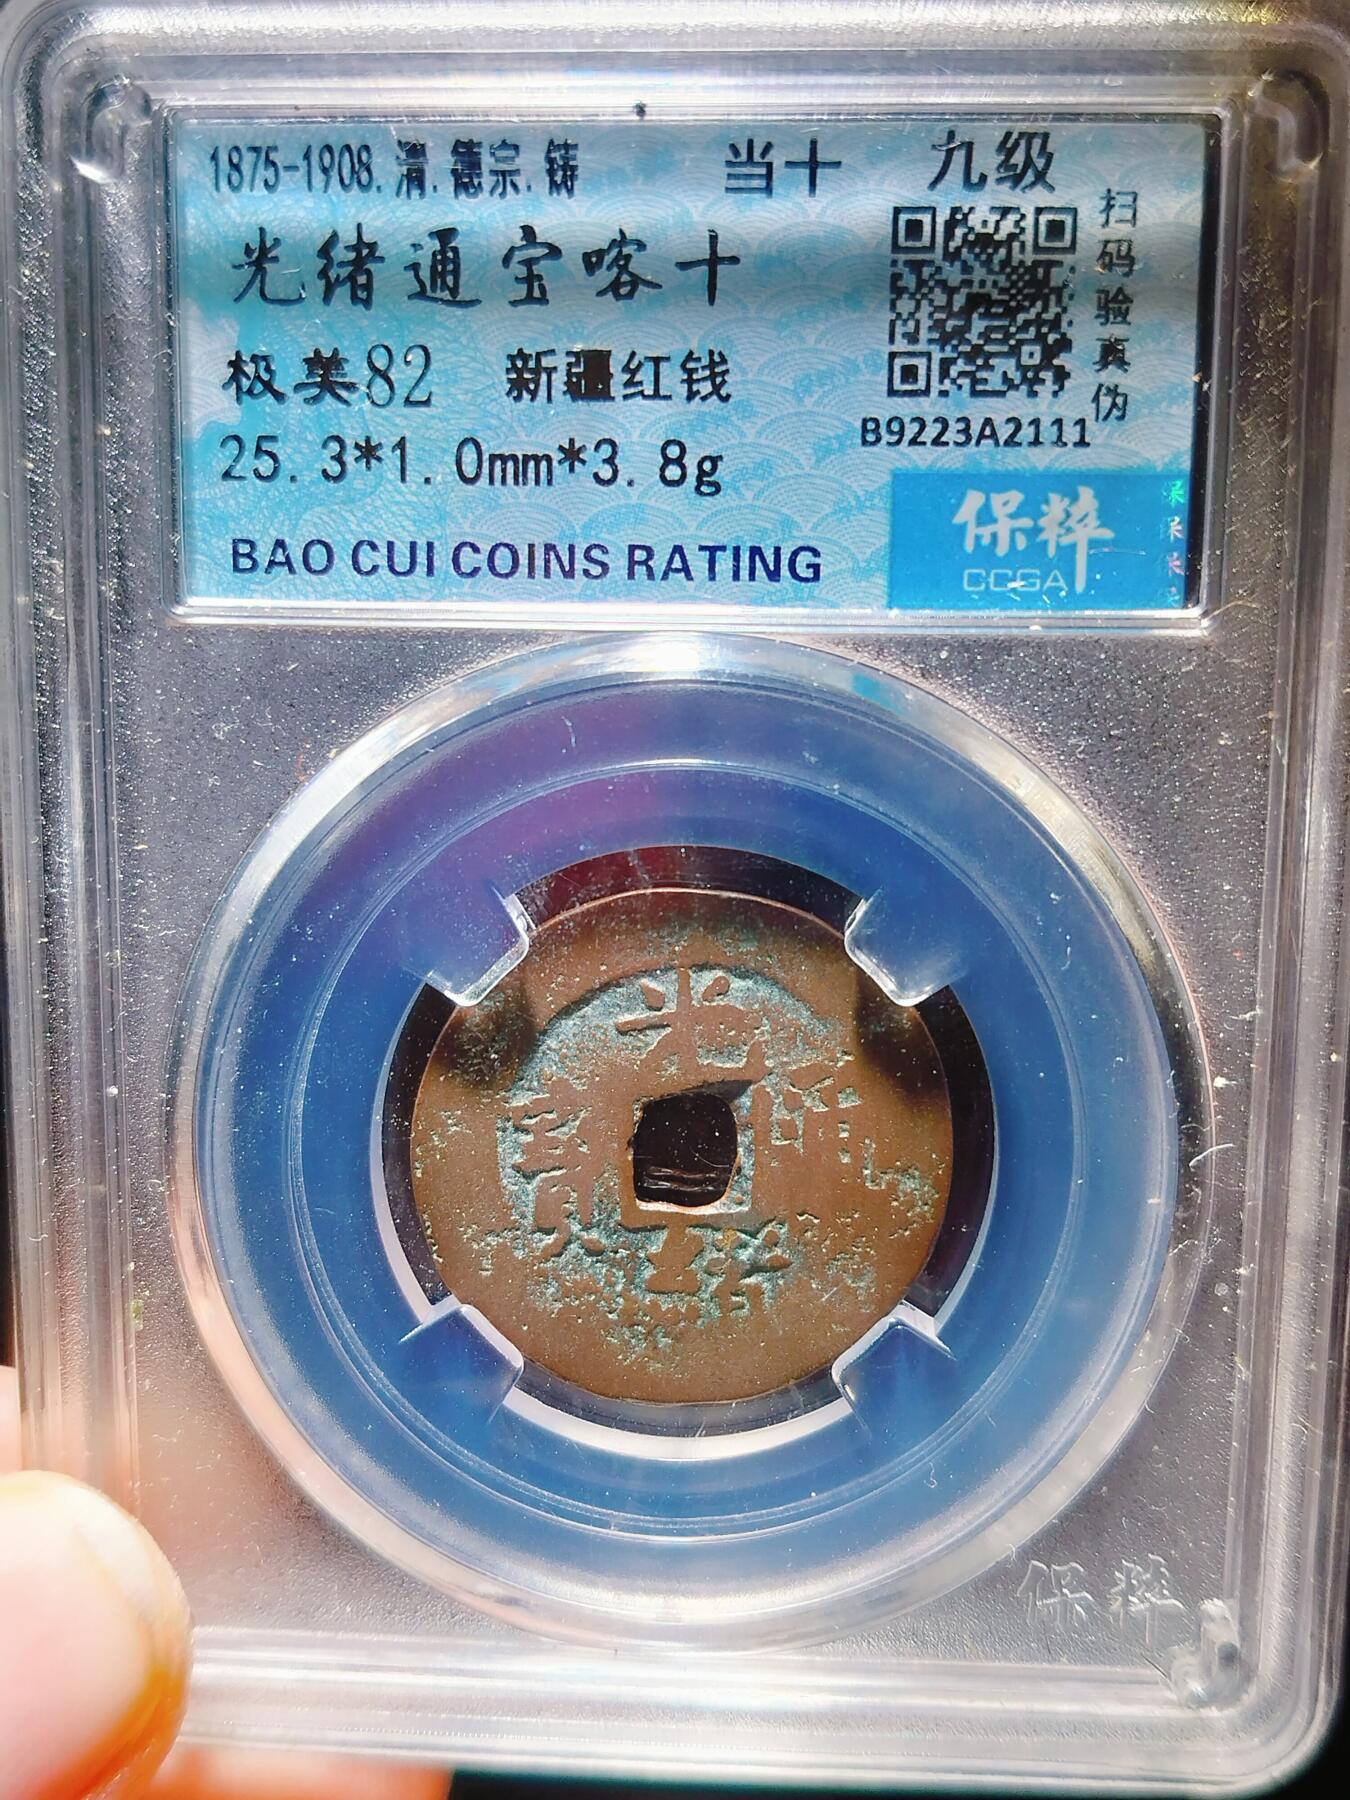 1875-1908.清.德宗.铸 当十 九级
光绪通宝喀十
极美82 新疆红钱
25.3*1.0mm*3.8g
BAO CUI COINS RATING
扫码验真伪
B9223A2111
保粹
CCGA
光緒通寳
保粹